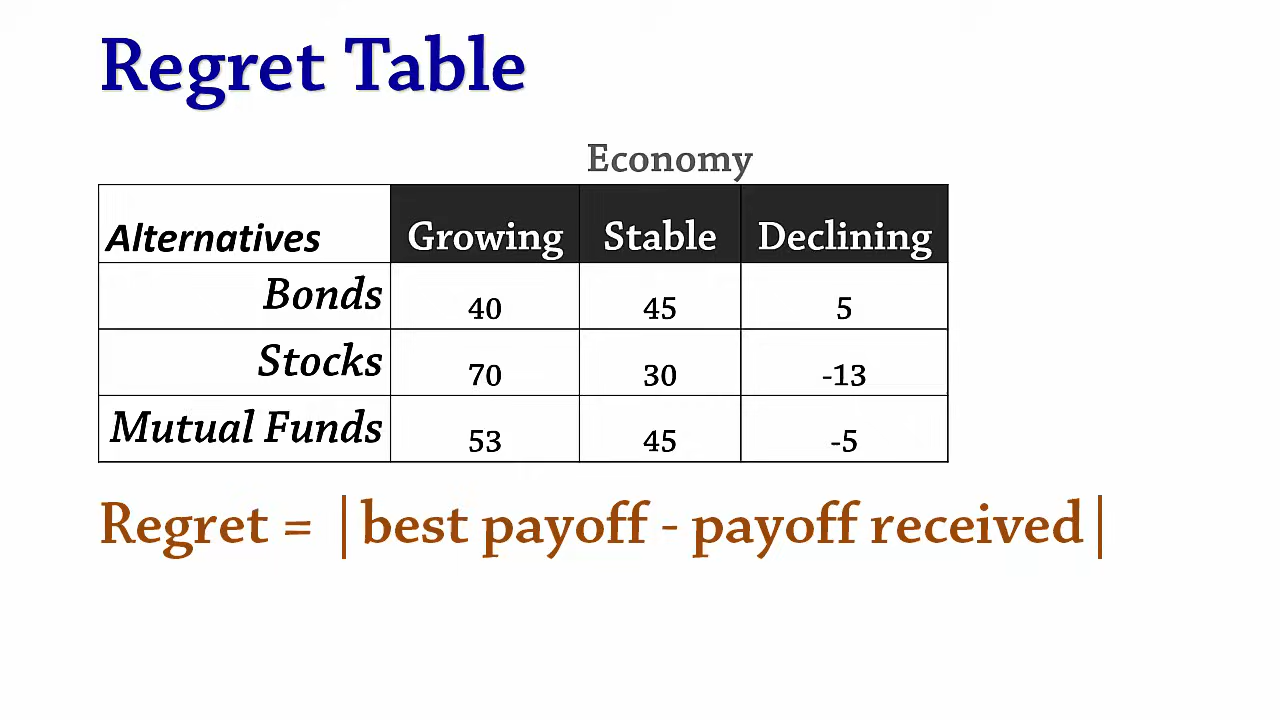 Regret Table
Economy
Alternatives Growing Stable Declining
Bonds 40 45 5
Stocks 70 30 -13
Mutual Funds 53 45 -5
Regret = |best payoff - payoff received|